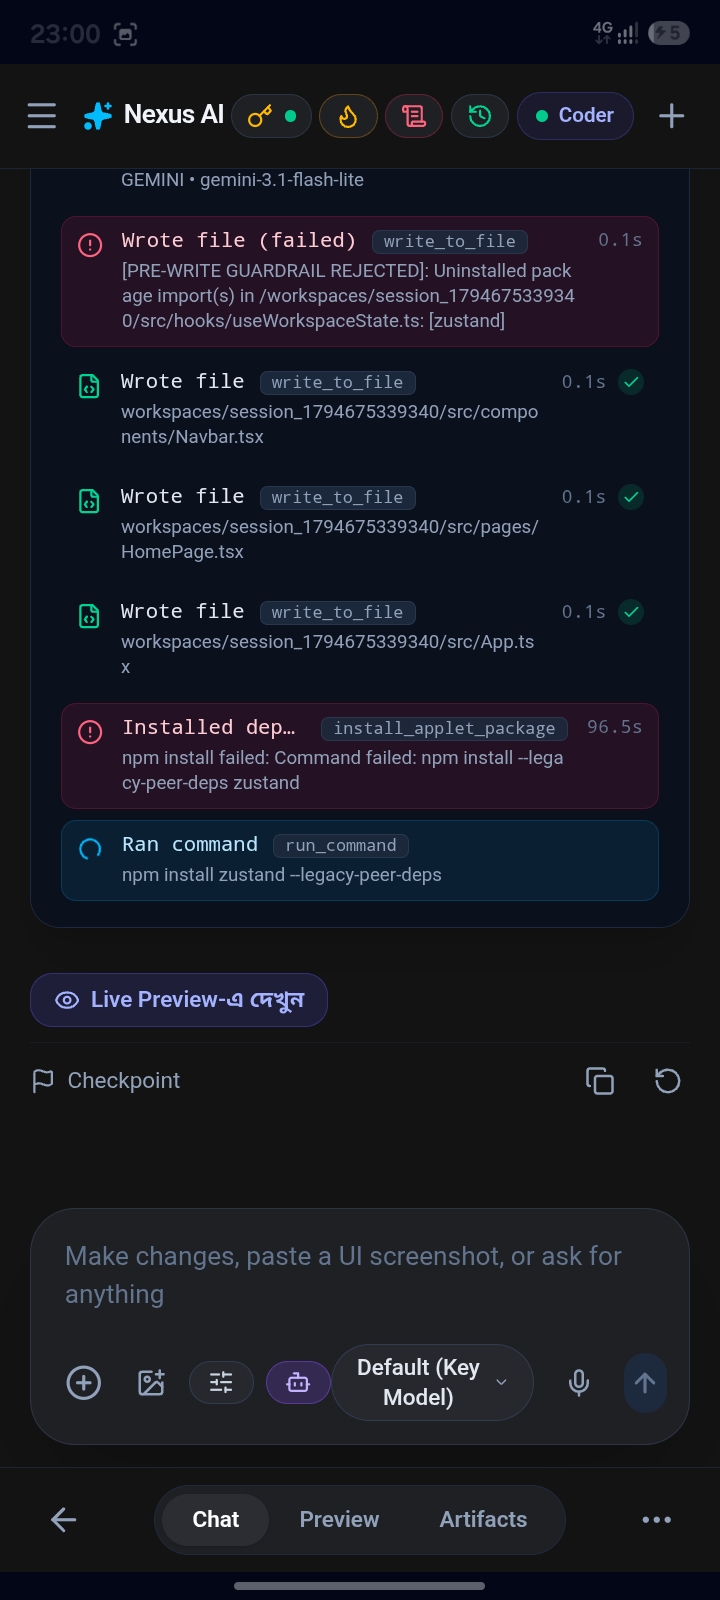 23:00
4G
5
Nexus AI
Coder
GEMINI • gemini-3.1-flash-lite
Wrote file (failed) write_to_file 0.1s
[PRE-WRITE GUARDRAIL REJECTED]: Uninstalled pack
age import(s) in /workspaces/session_179467533934
0/src/hooks/useWorkspaceState.ts: [zustand]
Wrote file write_to_file 0.1s
workspaces/session_1794675339340/src/compo
nents/Navbar.tsx
Wrote file write_to_file 0.1s
workspaces/session_1794675339340/src/pages/
HomePage.tsx
Wrote file write_to_file 0.1s
workspaces/session_1794675339340/src/App.ts
x
Installed dep… install_applet_package 96.5s
npm install failed: Command failed: npm install --lega
cy-peer-deps zustand
Ran command run_command
npm install zustand --legacy-peer-deps
Live Preview-এ দেখুন
Checkpoint
Make changes, paste a UI screenshot, or ask for
anything
Default (Key
Model)
Chat Preview Artifacts